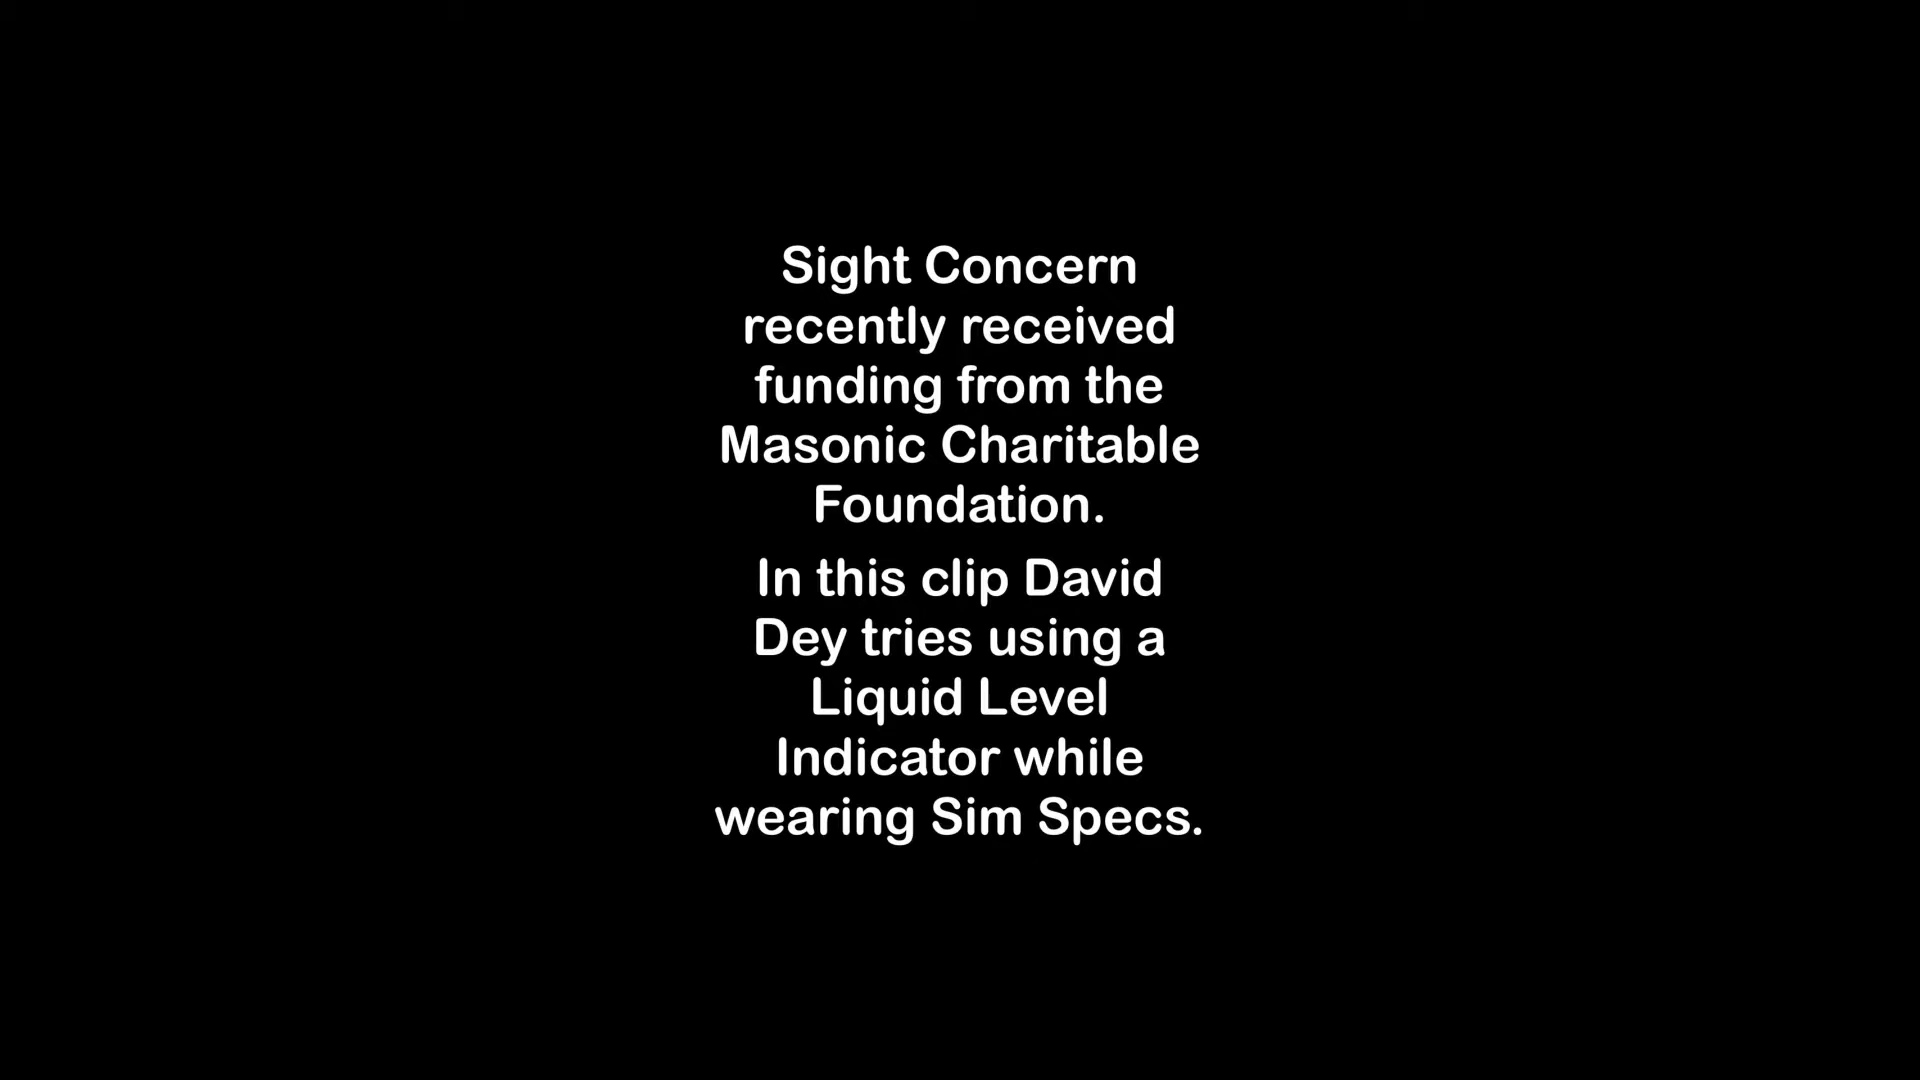 Sight Concern
recently received
funding from the
Masonic Charitable
Foundation.
In this clip David
Dey tries using a
Liquid Level
Indicator while
wearing Sim Specs.